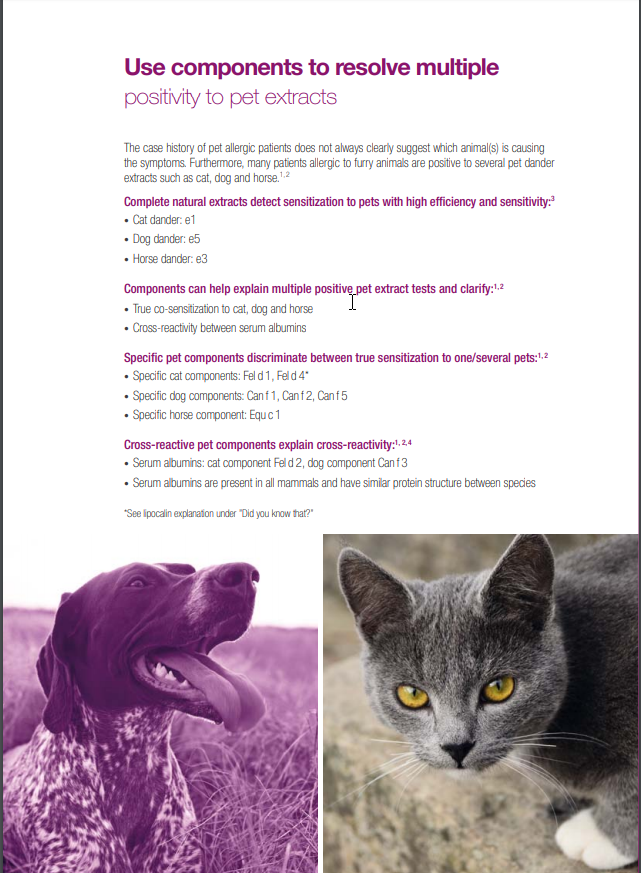 Use components to resolve multiple
positivity to pet extracts
The case history of pet allergic patients does not always clearly suggest which animal(s) is causing
the symptoms. Furthermore, many patients allergic to furry animals are positive to several pet dander
extracts such as cat, dog and horse.1,2
Complete natural extracts detect sensitization to pets with high efficiency and sensitivity:3
• Cat dander: e1
• Dog dander: e5
• Horse dander: e3
Components can help explain multiple positive pet extract tests and clarify:1,2
• True co-sensitization to cat, dog and horse
• Cross-reactivity between serum albumins
Specific pet components discriminate between true sensitization to one/several pets:1,2
• Specific cat components: Fel d 1, Fel d 4*
• Specific dog components: Can f 1, Can f 2, Can f 5
• Specific horse component: Equ c 1
Cross-reactive pet components explain cross-reactivity:1,2,4
• Serum albumins: cat component Fel d 2, dog component Can f 3
• Serum albumins are present in all mammals and have similar protein structure between species
*See lipocalin explanation under "Did you know that?"